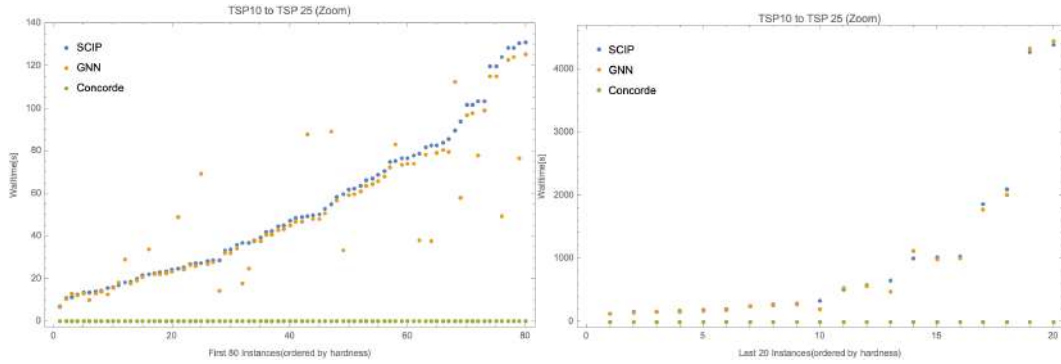 TSP10 to TSP 25 (Zoom)
140
120
100
80
60
40
20
0
Walltime[s]
SCIP
GNN
Concorde
0
20
40
60
80
First 80 Instances(ordered by hardness)
TSP10 to TSP 25 (Zoom)
4000
3000
2000
1000
0
Walltime[s]
SCIP
GNN
Concorde
0
5
10
15
20
Last 20 Instances(ordered by hardness)